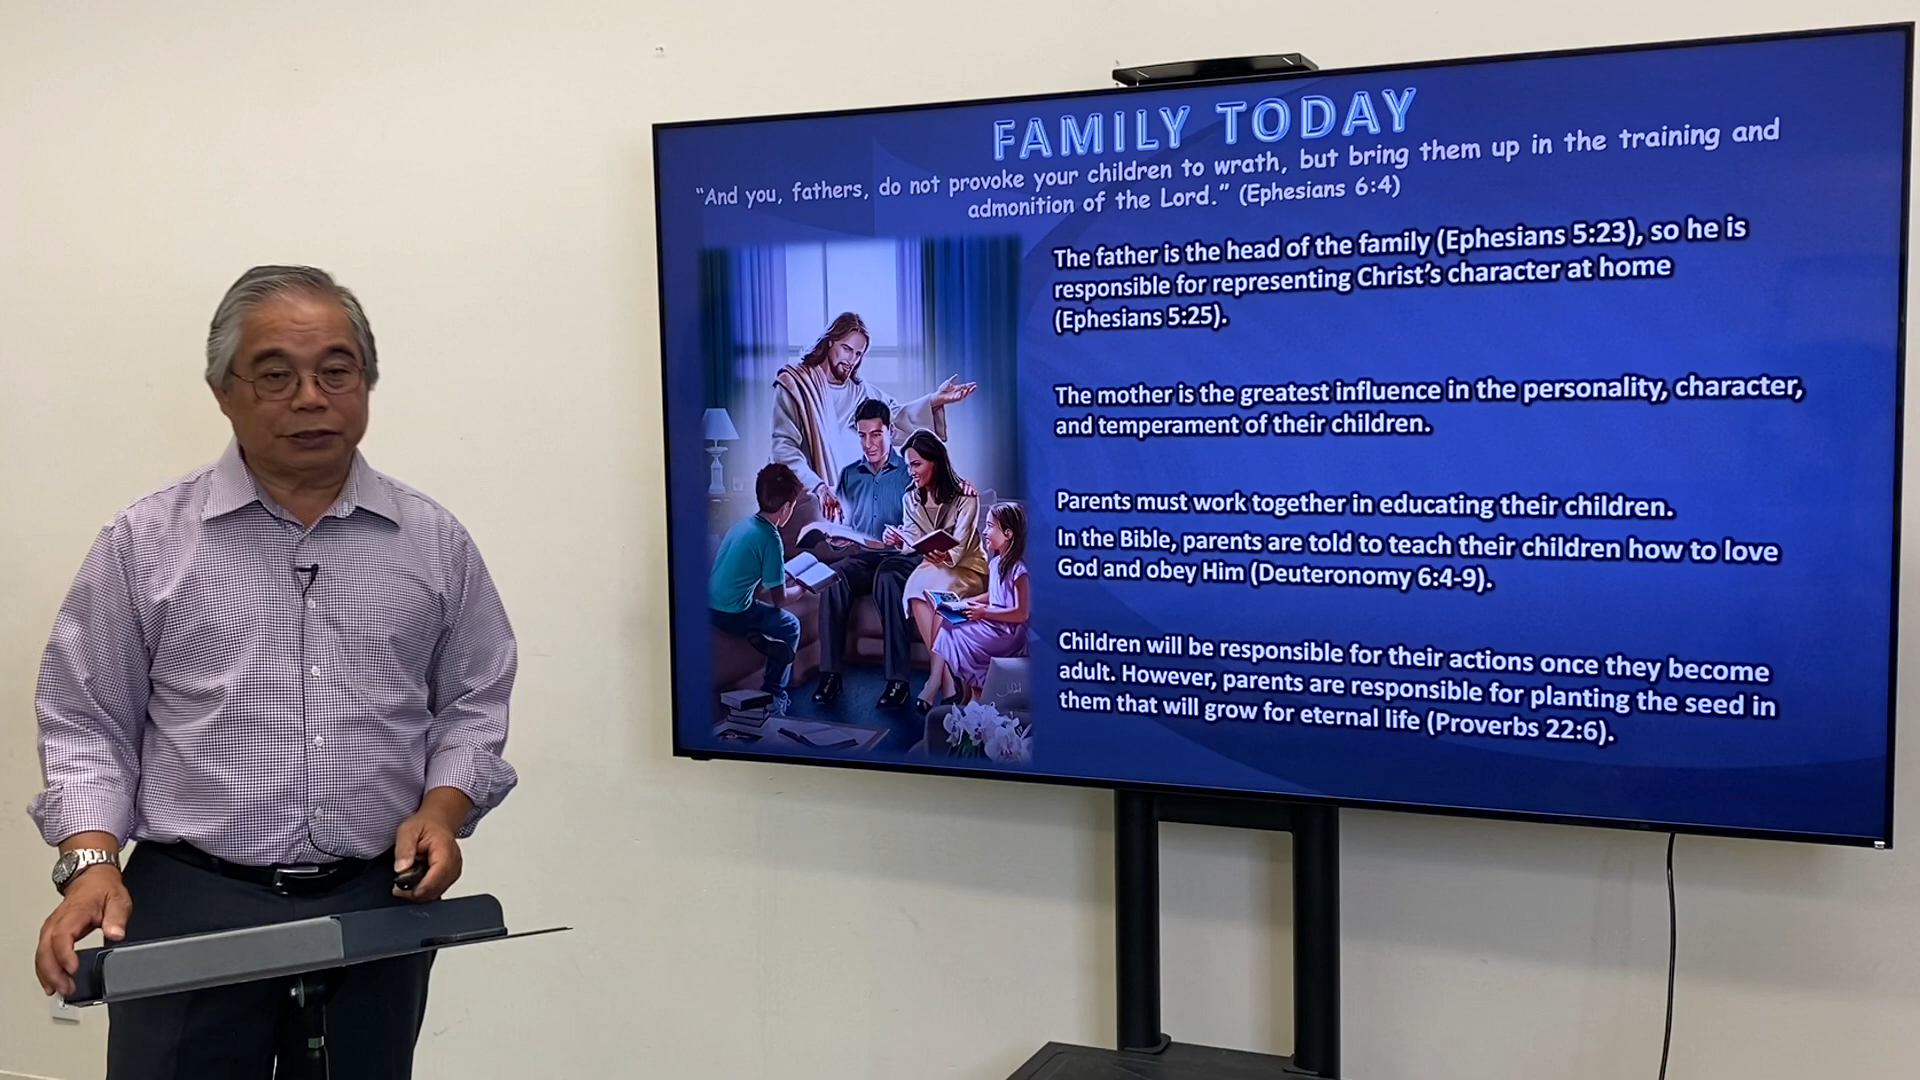 FAMILY TODAY
“And you, fathers, do not provoke your children to wrath, but bring them up in the training and
admonition of the Lord.” (Ephesians 6:4)
The father is the head of the family (Ephesians 5:23), so he is
responsible for representing Christ’s character at home
(Ephesians 5:25).
The mother is the greatest influence in the personality, character,
and temperament of their children.
Parents must work together in educating their children.
In the Bible, parents are told to teach their children how to love
God and obey Him (Deuteronomy 6:4-9).
Children will be responsible for their actions once they become
adult. However, parents are responsible for planting the seed in
them that will grow for eternal life (Proverbs 22:6).